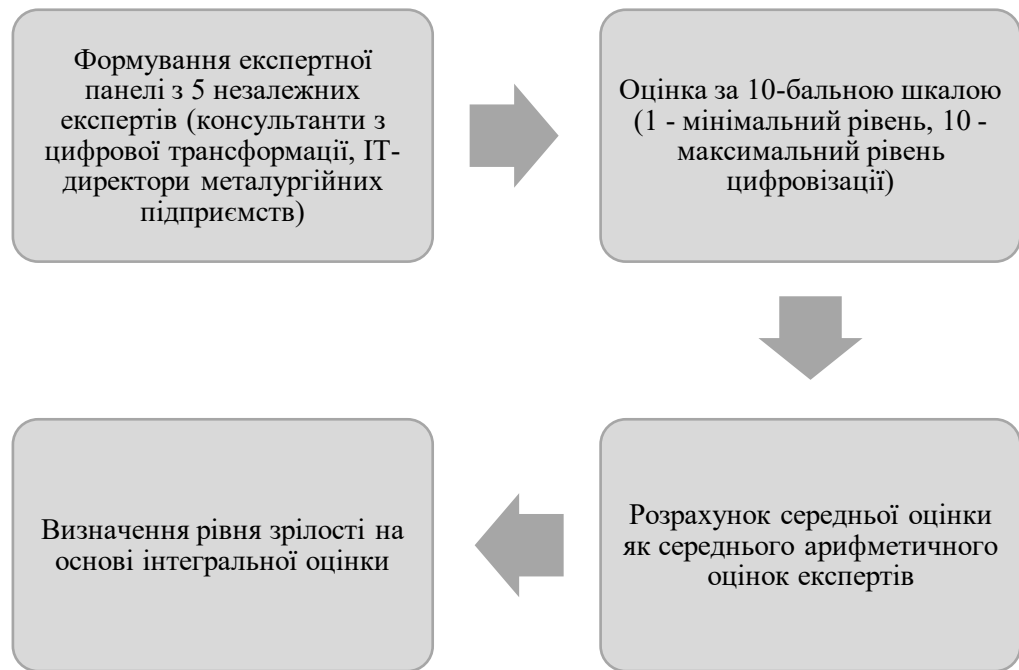 Формування експертної
панелі з 5 незалежних
експертів (консультанти з
цифрової трансформації, ІТ-
директори металургійних
підприємств)
Оцінка за 10-бальною шкалою
(1 - мінімальний рівень, 10 -
максимальний рівень
цифровізації)
Розрахунок середньої оцінки
як середнього арифметичного
оцінок експертів
Визначення рівня зрілості на
основі інтегральної оцінки